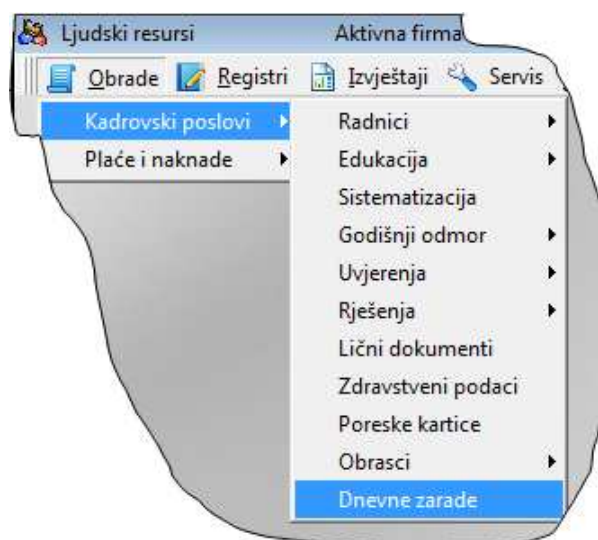 Ljudski resursi Aktivna firma
Obrade Registri Izvještaji Servis
Kadrovski poslovi Radnici
Plaće i naknade Edukacija
Sistematizacija
Godišnji odmor
Uvjerenja
Rješenja
Lični dokumenti
Zdravstveni podaci
Poreske kartice
Obrasci
Dnevne zarade